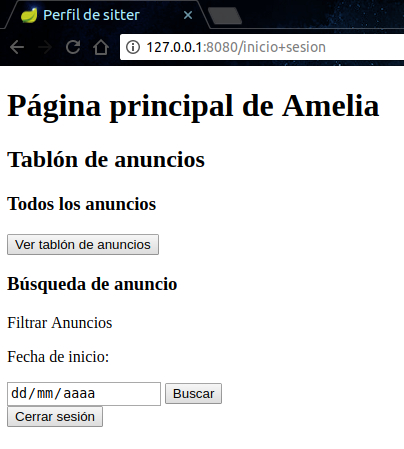 Perfil de sitter
127.0.0.1:8080/inicio+sesion
Página principal de Amelia
Tablón de anuncios
Todos los anuncios
Ver tablón de anuncios
Búsqueda de anuncio
Filtrar Anuncios
Fecha de inicio:
dd/mm/aaaa Buscar
Cerrar sesión